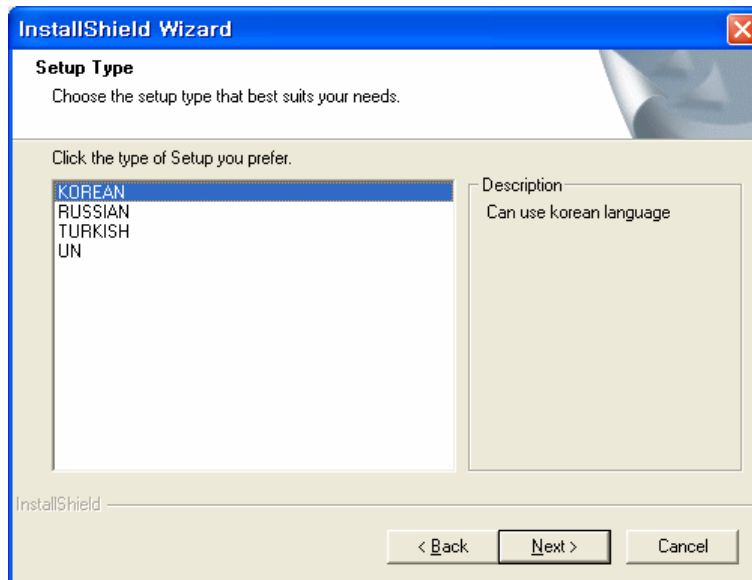 InstallShield Wizard
Setup Type
Choose the setup type that best suits your needs.
Click the type of Setup you prefer.
KOREAN
RUSSIAN
TURKISH
UN
Description
Can use korean language
InstallShield
< Back
Next >
Cancel